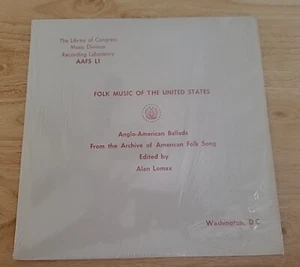 The Library of Congress
Music Division
Recording Laboratory
AAFS L1
FOLK MUSIC OF THE UNITED STATES
Anglo-American Ballads
From the Archive of American Folk Song
Edited by
Alan Lomax
Washington, D.C.